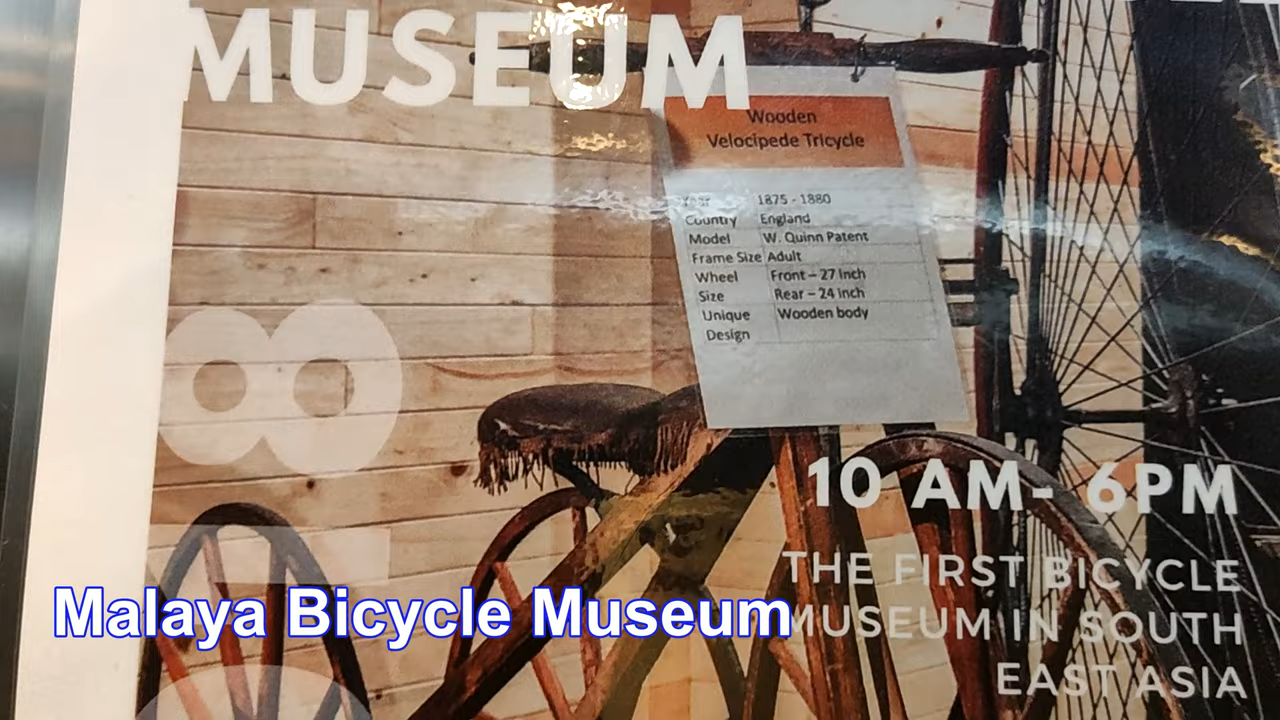 MUSEUM
Wooden
Velocipede Tricycle
Year 1875 - 1880
Country England
Model W. Quinn Patent
Frame Size Adult
Wheel Front – 27 Inch
Size Rear – 24 Inch
Unique Wooden body
Design
8
10 AM- 6PM
THE FIRST BICYCLE
MUSEUM IN SOUTH
EAST ASIA
Malaya Bicycle Museum